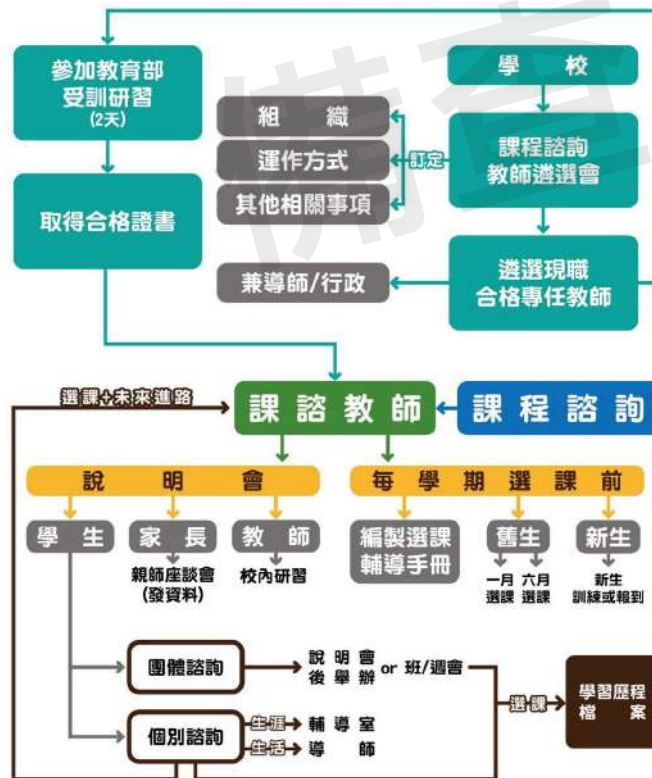 備查
參加教育部
受訓研習
(2天)
取得合格證書
學校
課程諮詢
教師遴選會
訂定
組織
運作方式
其他相關事項
遴選現職
合格專任教師
兼導師/行政
選課+未來進路
課諮教師
課程諮詢
說明會
每學期選課前
學生
家長
教師
親師座談會
(發資料)
校內研習
編製選課
輔導手冊
舊生
新生
一月 六月
選課 選課
新生
訓練或報到
團體諮詢
說明會
後舉辦
or 班/週會
個別諮詢
生涯
輔導室
生活
導師
選課
學習歷程
檔案